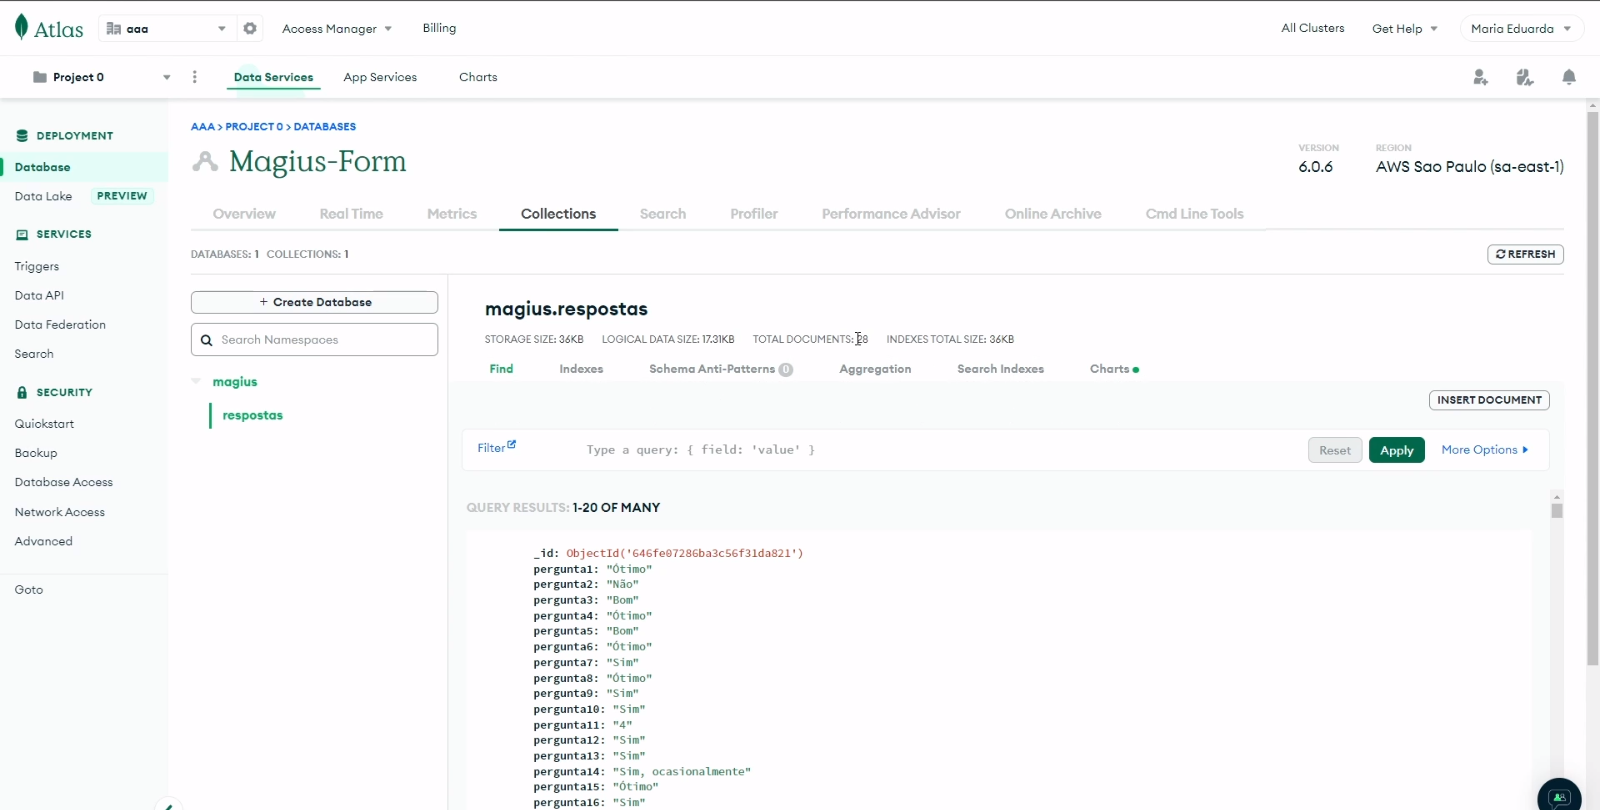 Atlas aaa Access Manager Billing All Clusters Get Help Maria Eduarda
Project 0 Data Services App Services Charts
DEPLOYMENT
Database
Data Lake PREVIEW
SERVICES
Triggers
Data API
Data Federation
Search
SECURITY
Quickstart
Backup
Database Access
Network Access
Advanced
Goto
AAA > PROJECT 0 > DATABASES
Magius-Form
VERSION
6.0.6
REGION
AWS Sao Paulo (sa-east-1)
Overview Real Time Metrics Collections Search Profiler Performance Advisor Online Archive Cmd Line Tools
DATABASES: 1 COLLECTIONS: 1
REFRESH
+ Create Database
Search Namespaces
magius
respostas
magius.respostas
STORAGE SIZE: 36KB LOGICAL DATA SIZE: 17.31KB TOTAL DOCUMENTS: 28 INDEXES TOTAL SIZE: 36KB
Find Indexes Schema Anti-Patterns 0 Aggregation Search Indexes Charts
INSERT DOCUMENT
Filter Type a query: { field: 'value' } Reset Apply More Options
QUERY RESULTS: 1-20 OF MANY
_id: ObjectId('646fe07286ba3c56f31da821')
pergunta1: "Ótimo"
pergunta2: "Não"
pergunta3: "Bom"
pergunta4: "Ótimo"
pergunta5: "Bom"
pergunta6: "Ótimo"
pergunta7: "Sim"
pergunta8: "Ótimo"
pergunta9: "Sim"
pergunta10: "Sim"
pergunta11: "4"
pergunta12: "Sim"
pergunta13: "Sim"
pergunta14: "Sim, ocasionalmente"
pergunta15: "Ótimo"
pergunta16: "Sim"